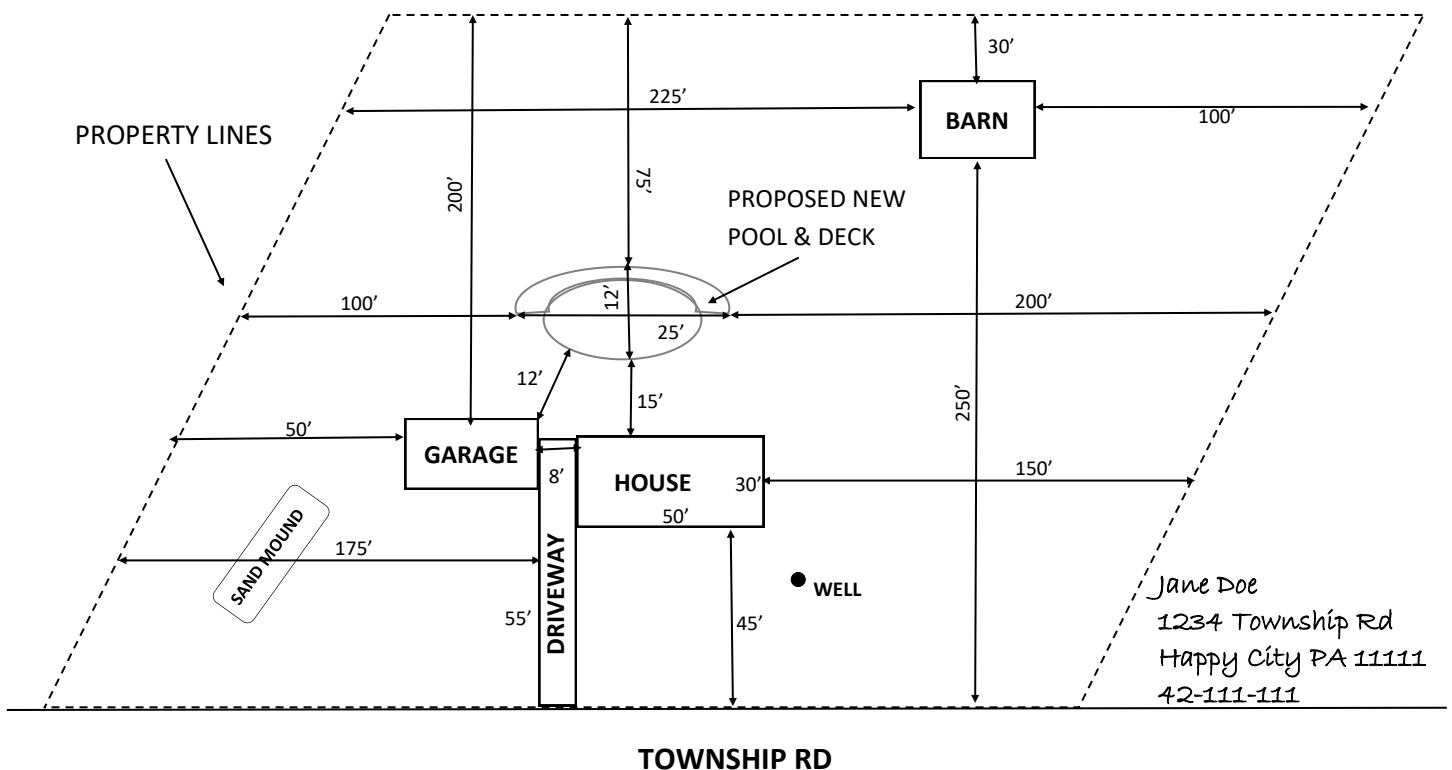 30’
225’
BARN
100’
PROPERTY LINES
200’
75’
PROPOSED NEW
POOL & DECK
100’
12’
25’
200’
12’
15’
250’
50’
GARAGE
8’
HOUSE
30’
50’
150’
SAND MOUND
175’
DRIVEWAY
55’
WELL
45’
Jane Doe
1234 Township Rd
Happy City PA 11111
42-111-111
TOWNSHIP RD